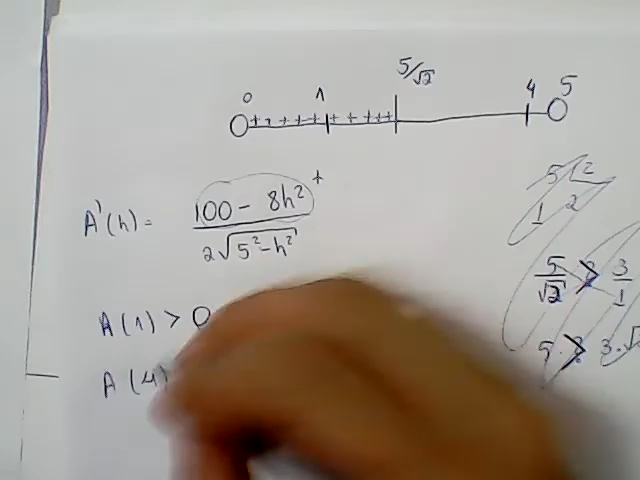 0 1 5/√2 4 5
+ + + + + + + + + +
A'(h) = (100 - 8h²)/(2√(5² - h²)) +
A(1) > 0
A(4)
5 2
1 2
5/√2 > 3/1
5 > 3·√